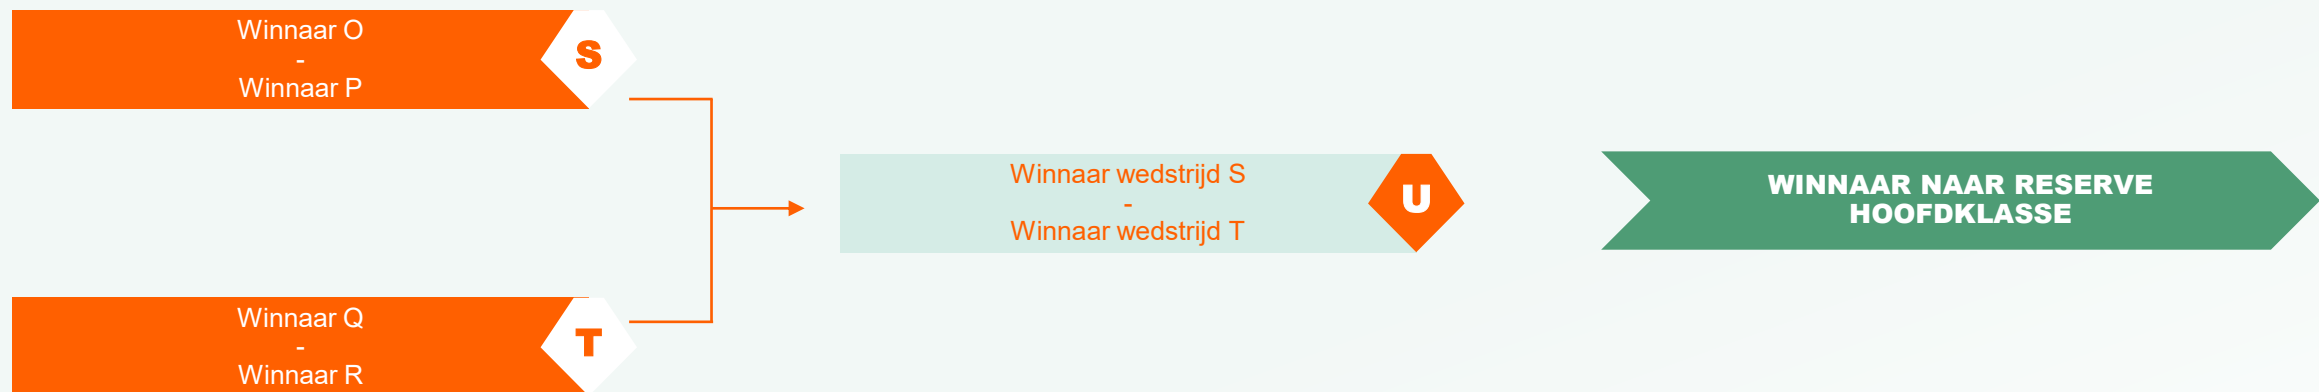 Winnaar O
-
Winnaar P
S
Winnaar Q
-
Winnaar R
T
Winnaar wedstrijd S
-
Winnaar wedstrijd T
U
WINNAAR NAAR RESERVE
HOOFDKLASSE